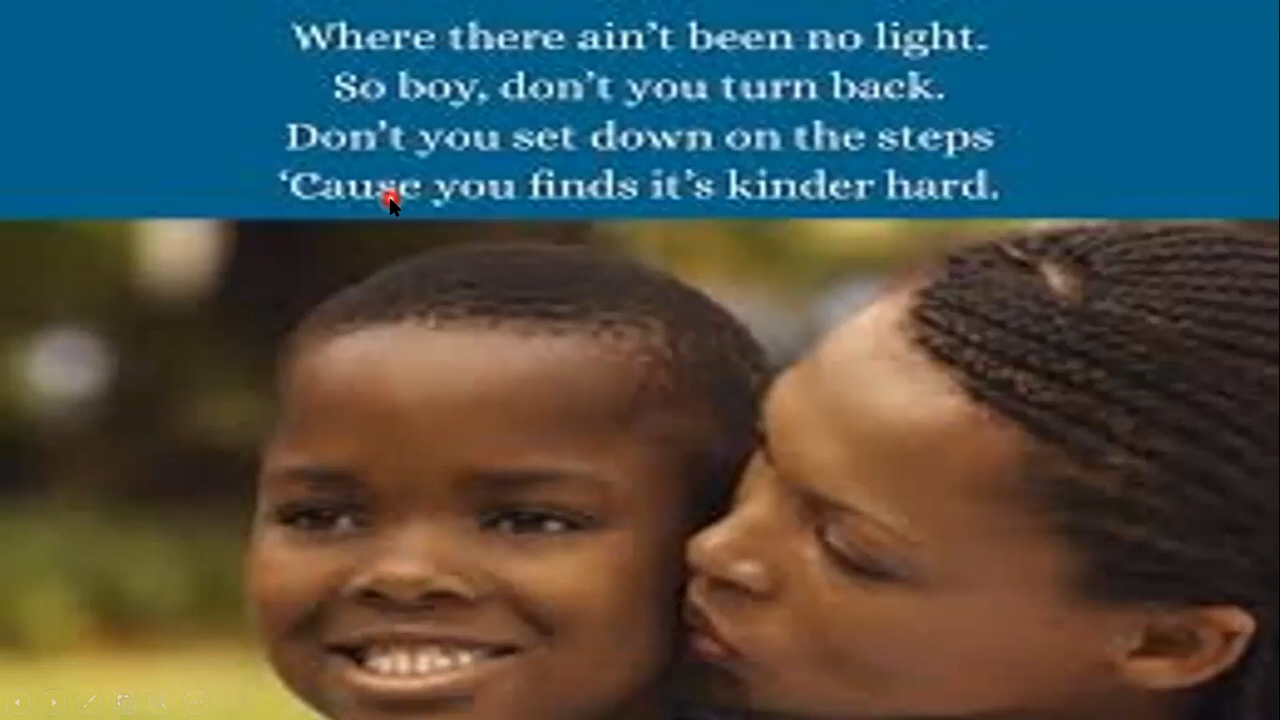 Where there ain’t been no light.
So boy, don’t you turn back.
Don’t you set down on the steps
‘Cause you finds it’s kinder hard.